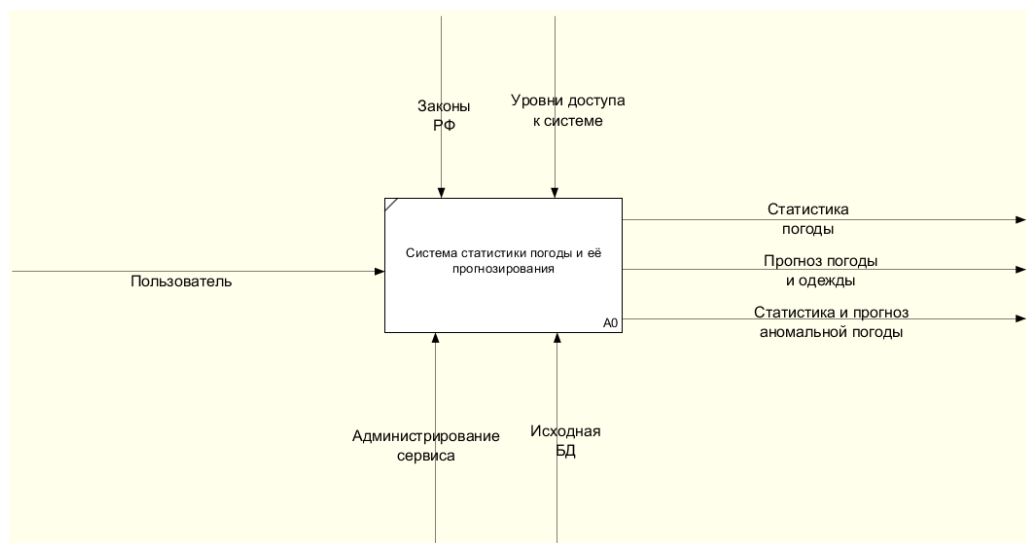 Законы
РФ
Уровни доступа
к системе
Статистика
погоды
Система статистики погоды и её
прогнозирования
Прогноз погоды
и одежды
Пользователь
Статистика и прогноз
аномальной погоды
A0
Администрирование
сервиса
Исходная
БД